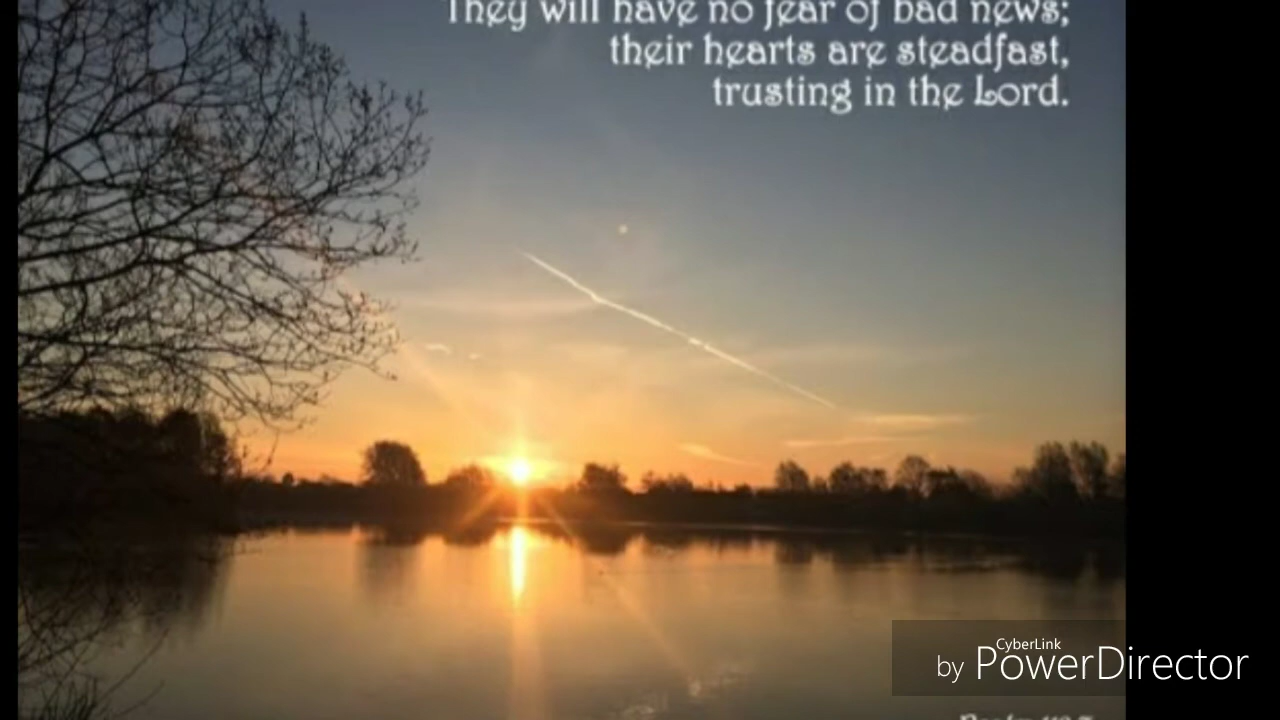 They will have no fear of bad news;
their hearts are steadfast,
trusting in the Lord.
CyberLink
by PowerDirector